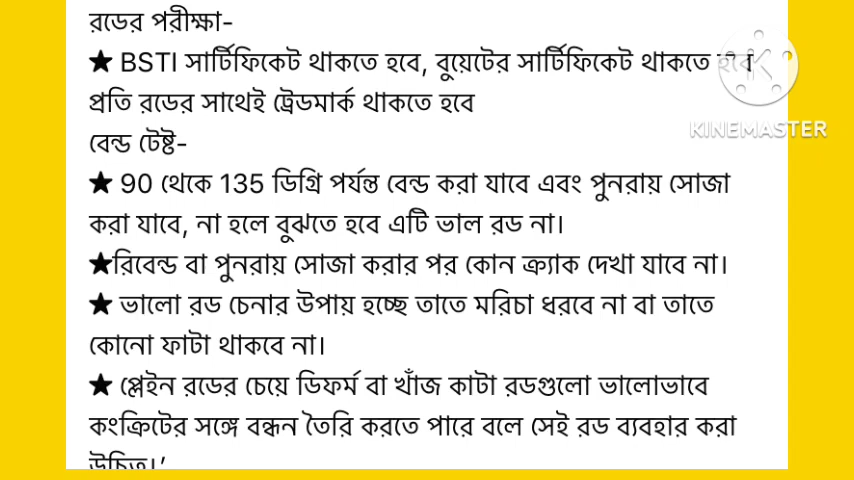 রডের পরীক্ষা-
★ BSTI সার্টিফিকেট থাকতে হবে, বুয়েটের সার্টিফিকেট থাকতে হবে
প্রতি রডের সাথেই ট্রেডমার্ক থাকতে হবে
বেন্ড টেষ্ট-
★ 90 থেকে 135 ডিগ্রি পর্যন্ত বেন্ড করা যাবে এবং পুনরায় সোজা
করা যাবে, না হলে বুঝতে হবে এটি ভাল রড না।
★রিবেন্ড বা পুনরায় সোজা করার পর কোন ক্র্যাক দেখা যাবে না।
★ ভালো রড চেনার উপায় হচ্ছে তাতে মরিচা ধরবে না বা তাতে
কোনো ফাটা থাকবে না।
★ প্লেইন রডের চেয়ে ডিফর্ম বা খাঁজ কাটা রডগুলো ভালোভাবে
কংক্রিটের সঙ্গে বন্ধন তৈরি করতে পারে বলে সেই রড ব্যবহার করা
উচিত।’
K
KINEMASTER